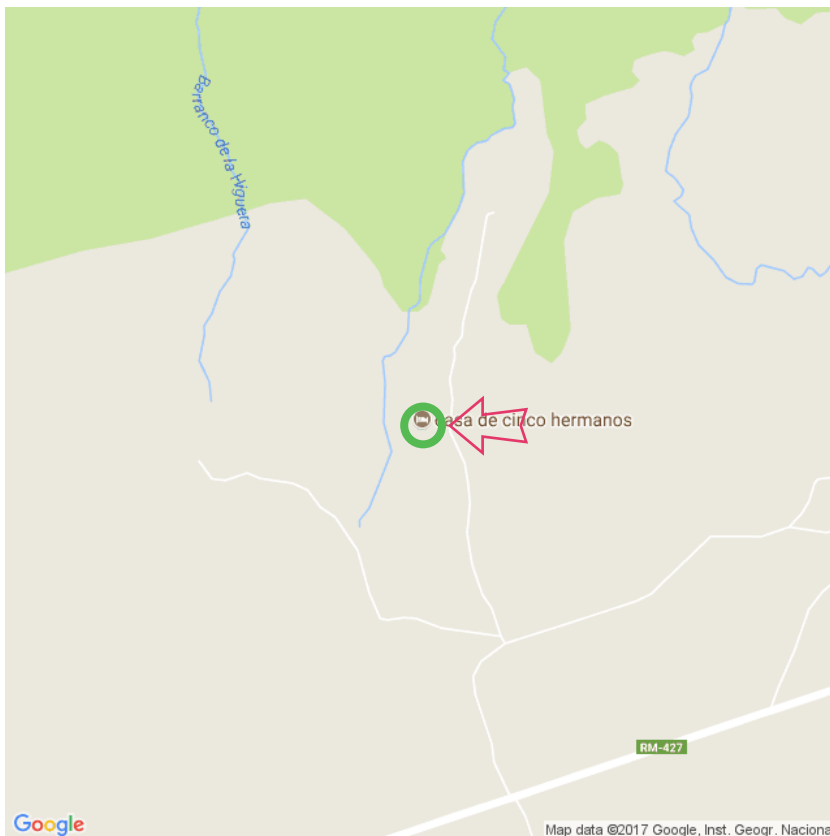 Barranco de la Higuera
casa de cinco hermanos
RM-427
Google
Map data ©2017 Google, Inst. Geogr. Naciona